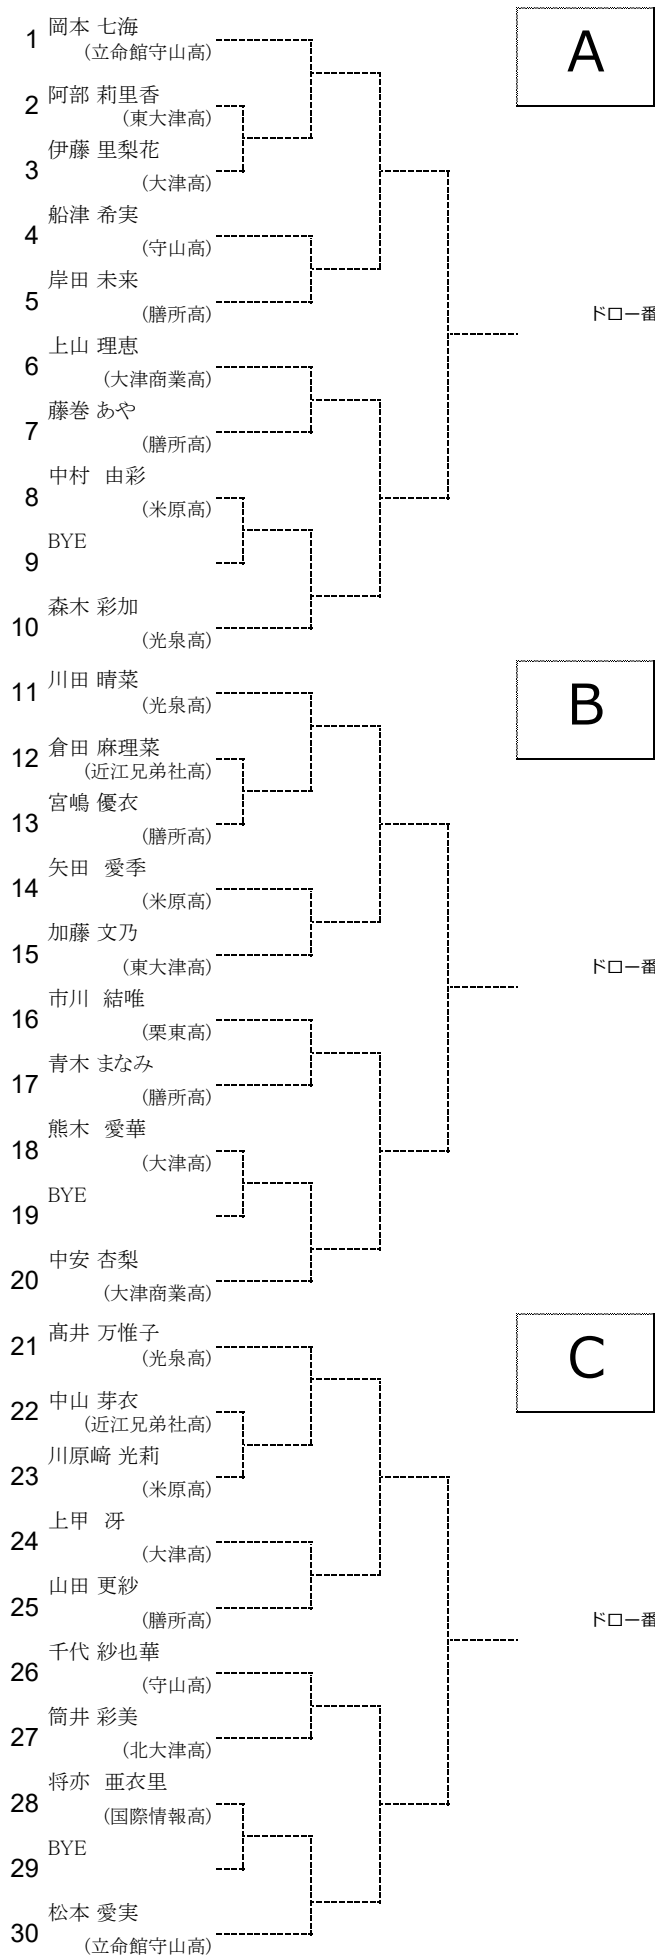 A
1 岡本 七海
(立命館守山高)
2 阿部 莉里香
(東大津高)
3 伊藤 里梨花
(大津高)
4 船津 希実
(守山高)
5 岸田 未来
(膳所高)
ドロー番
6 上山 理恵
(大津商業高)
7 藤巻 あや
(膳所高)
8 中村 由彩
(米原高)
9 BYE
10 森木 彩加
(光泉高)
B
11 川田 晴菜
(光泉高)
12 倉田 麻理菜
(近江兄弟社高)
13 宮嶋 優衣
(膳所高)
14 矢田 愛季
(米原高)
15 加藤 文乃
(東大津高)
ドロー番
16 市川 結唯
(栗東高)
17 青木 まなみ
(膳所高)
18 熊木 愛華
(大津高)
19 BYE
20 中安 杏梨
(大津商業高)
C
21 髙井 万惟子
(光泉高)
22 中山 芽衣
(近江兄弟社高)
23 川原﨑 光莉
(米原高)
24 上甲 冴
(大津高)
25 山田 更紗
(膳所高)
ドロー番
26 千代 紗也華
(守山高)
27 筒井 彩美
(北大津高)
28 将亦 亜衣里
(国際情報高)
29 BYE
30 松本 愛実
(立命館守山高)